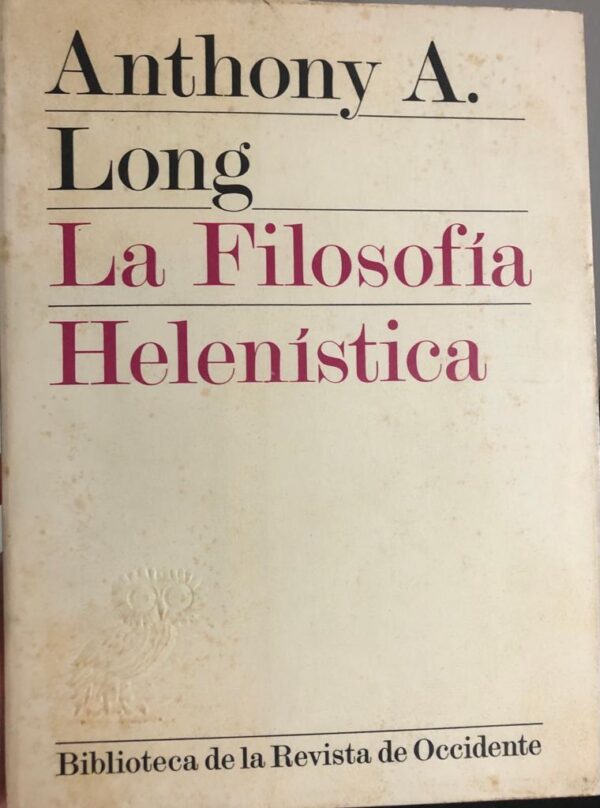 Anthony A.
Long
La Filosofía
Helenística
Biblioteca de la Revista de Occidente